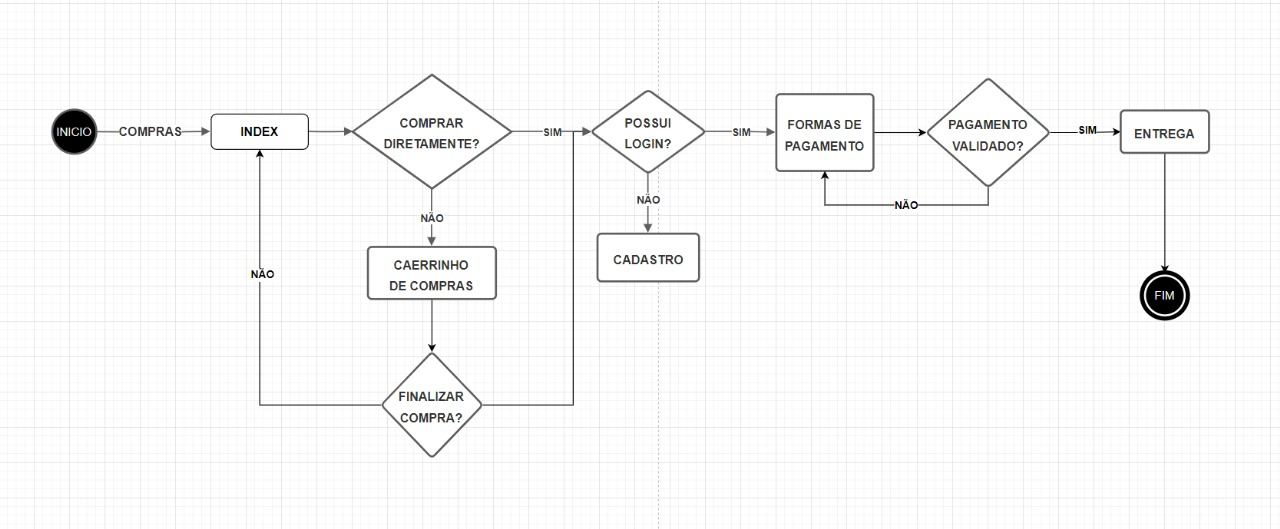 INICIO
COMPRAS
INDEX
COMPRAR
DIRETAMENTE?
SIM
POSSUI
LOGIN?
SIM
FORMAS DE
PAGAMENTO
PAGAMENTO
VALIDADO?
SIM
ENTREGA
NÃO
NÃO
NÃO
CAERRINHO
DE COMPRAS
CADASTRO
NÃO
FIM
FINALIZAR
COMPRA?